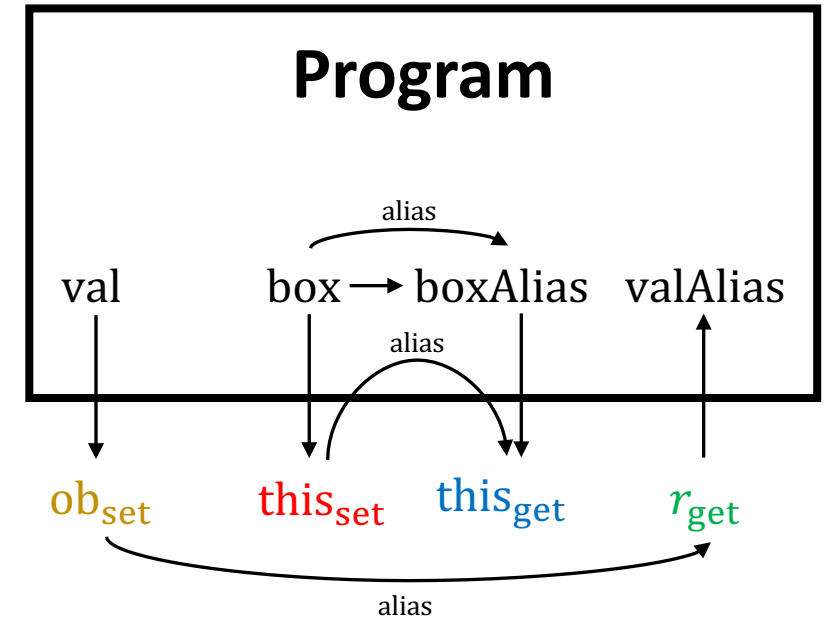 Program
alias
val box boxAlias valAlias
alias
ob_set this_set this_get r_get
alias